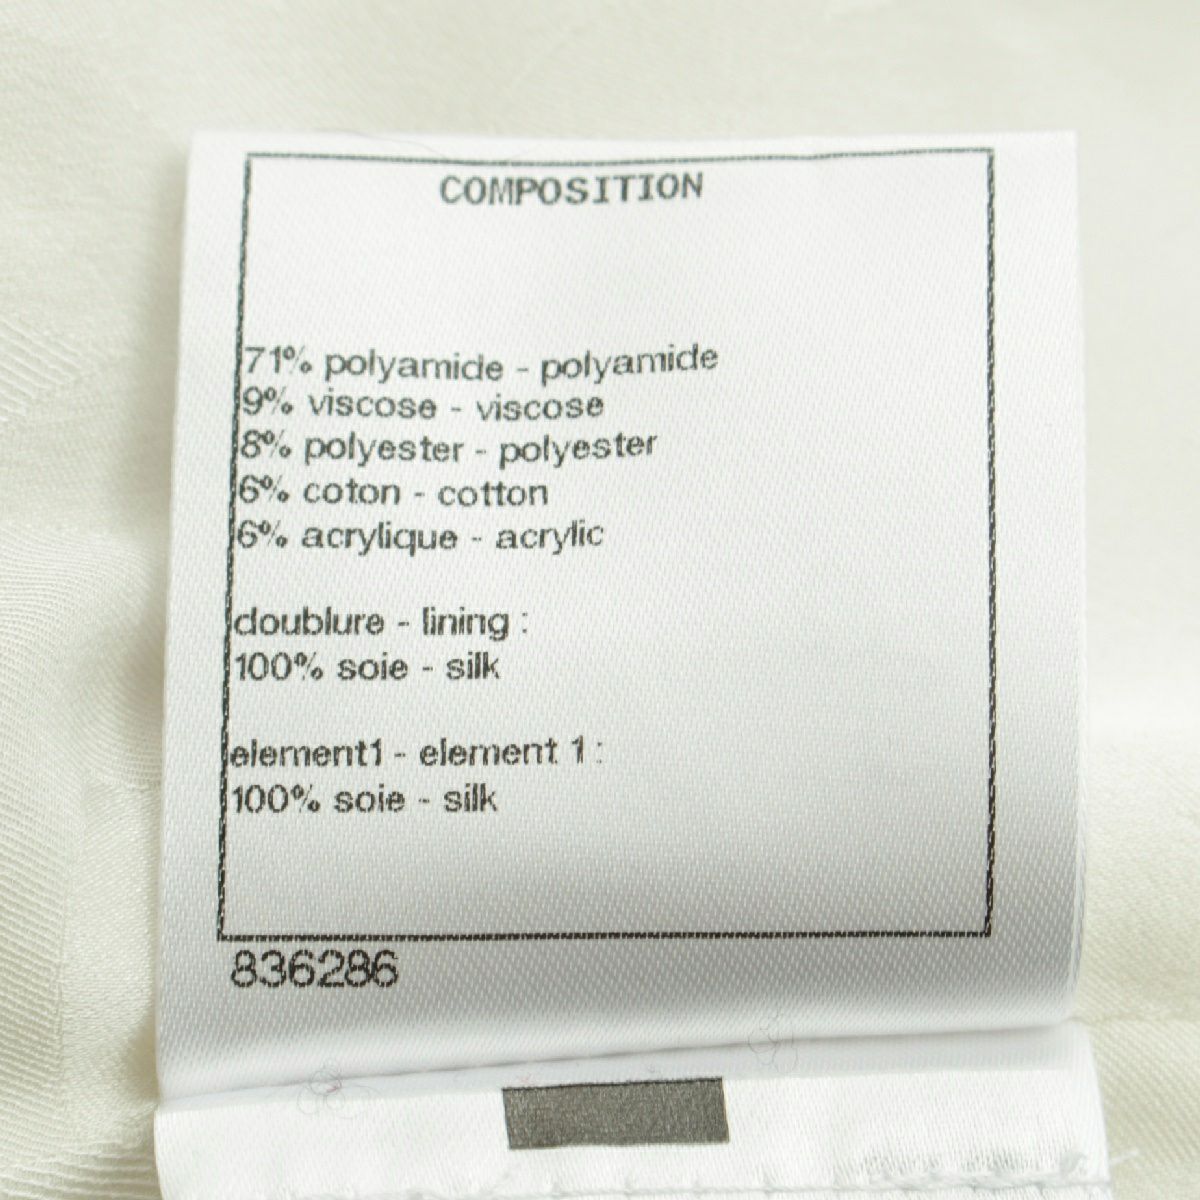 COMPOSITION
71% polyamide - polyamide
9% viscose - viscose
8% polyester - polyester
6% coton - cotton
6% acrylique - acrylic
doublure - lining :
100% soie - silk
element1 - element 1 :
100% soie - silk
836286